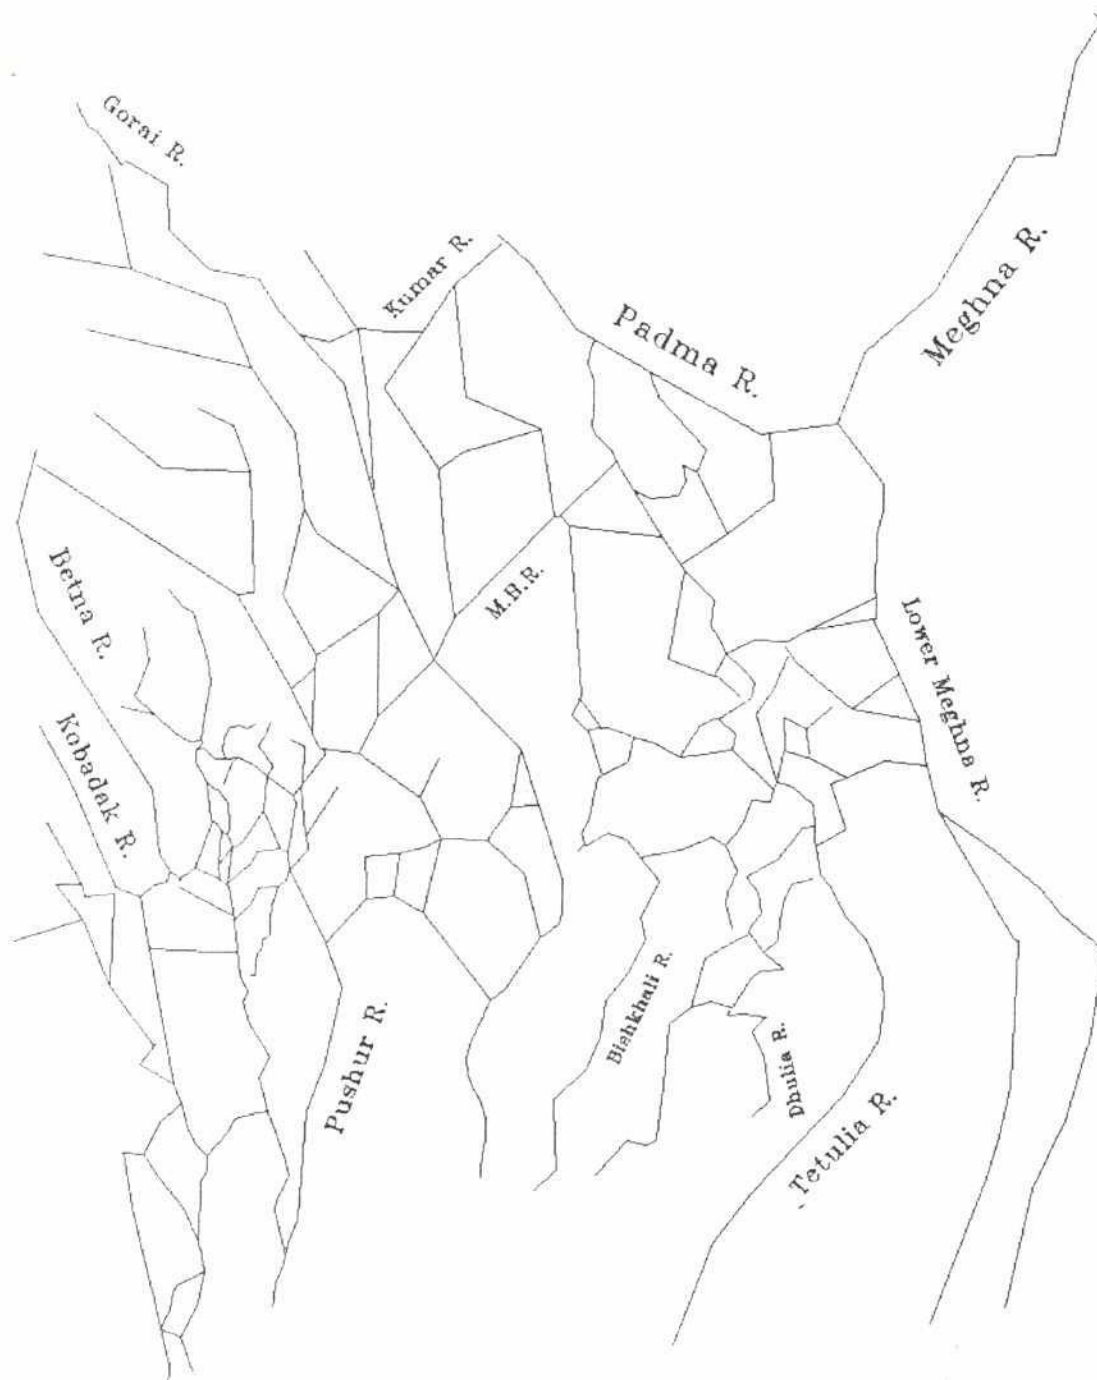 Gorai R.
Kumar R.
Padma R.
Meghna R.
M.B.R.
Betna R.
Kobadak R.
Lower Meghna R.
Bishkhali R.
Dhulia R.
Pushur R.
Tetulia R.